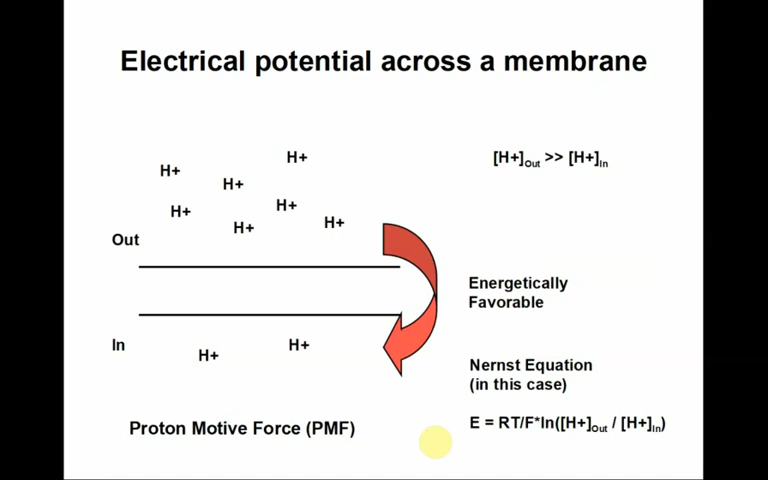 Electrical potential across a membrane
H+
[H+]Out >> [H+]In
H+
H+
H+
H+
H+
H+
Out
Energetically
Favorable
In
H+
H+
Nernst Equation
(in this case)
Proton Motive Force (PMF)
E = RT/F*ln([H+]Out / [H+]In)